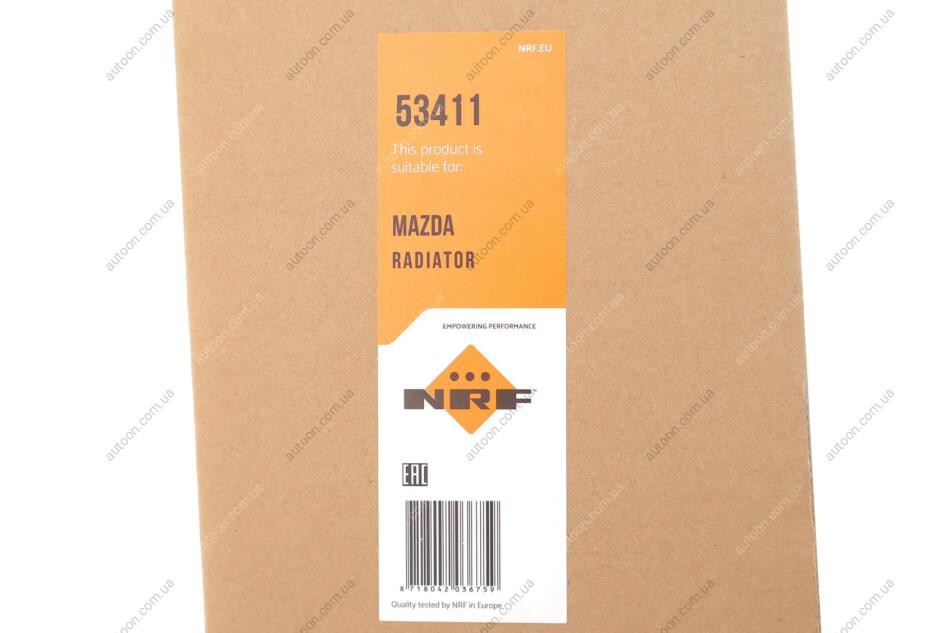 NRF.EU
53411
This product is
suitable for:
MAZDA
RADIATOR
EMPOWERING PERFORMANCE
NRF™
EAC
8 718042 036759
Quality tested by NRF in Europe
autoon.com.ua